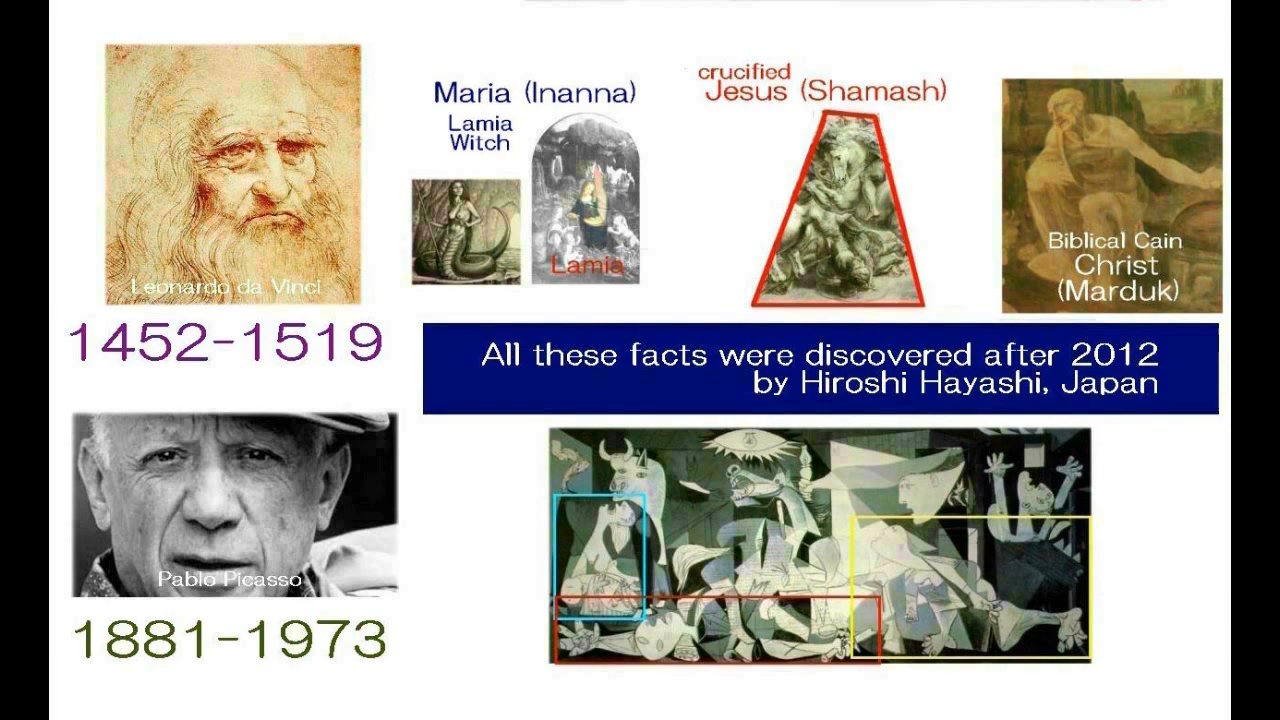 Leonardo da Vinci
1452-1519
Maria (Inanna)
Lamia
Witch
Lamia
crucified
Jesus (Shamash)
Biblical Cain
Christ
(Marduk)
All these facts were discovered after 2012
by Hiroshi Hayashi, Japan
Pablo Picasso
1881-1973